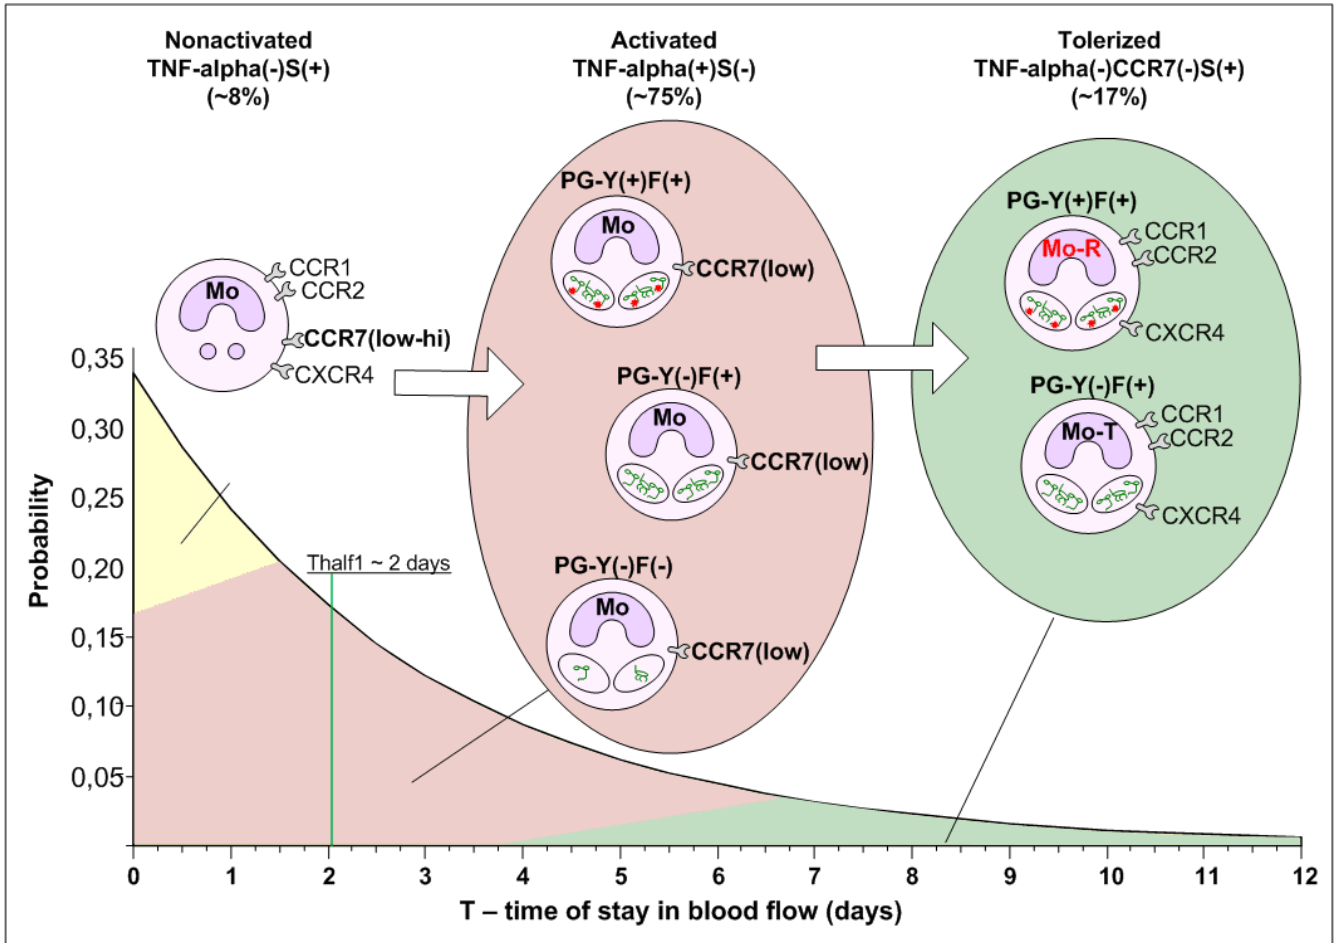 Nonactivated
TNF-alpha(-)S(+)
(~8%)
Activated
TNF-alpha(+)S(-)
(~75%)
Tolerized
TNF-alpha(-)CCR7(-)S(+)
(~17%)
Mo
CCR1
CCR2
CCR7(low-hi)
CXCR4
PG-Y(+)F(+)
Mo
CCR7(low)
PG-Y(-)F(+)
Mo
CCR7(low)
PG-Y(-)F(-)
Mo
CCR7(low)
PG-Y(+)F(+)
Mo-R
CCR1
CCR2
CXCR4
PG-Y(-)F(+)
Mo-T
CCR1
CCR2
CXCR4
Probability
0,35
0,30
0,25
0,20
0,15
0,10
0,05
Thalf1 ~ 2 days
0 1 2 3 4 5 6 7 8 9 10 11 12
T – time of stay in blood flow (days)